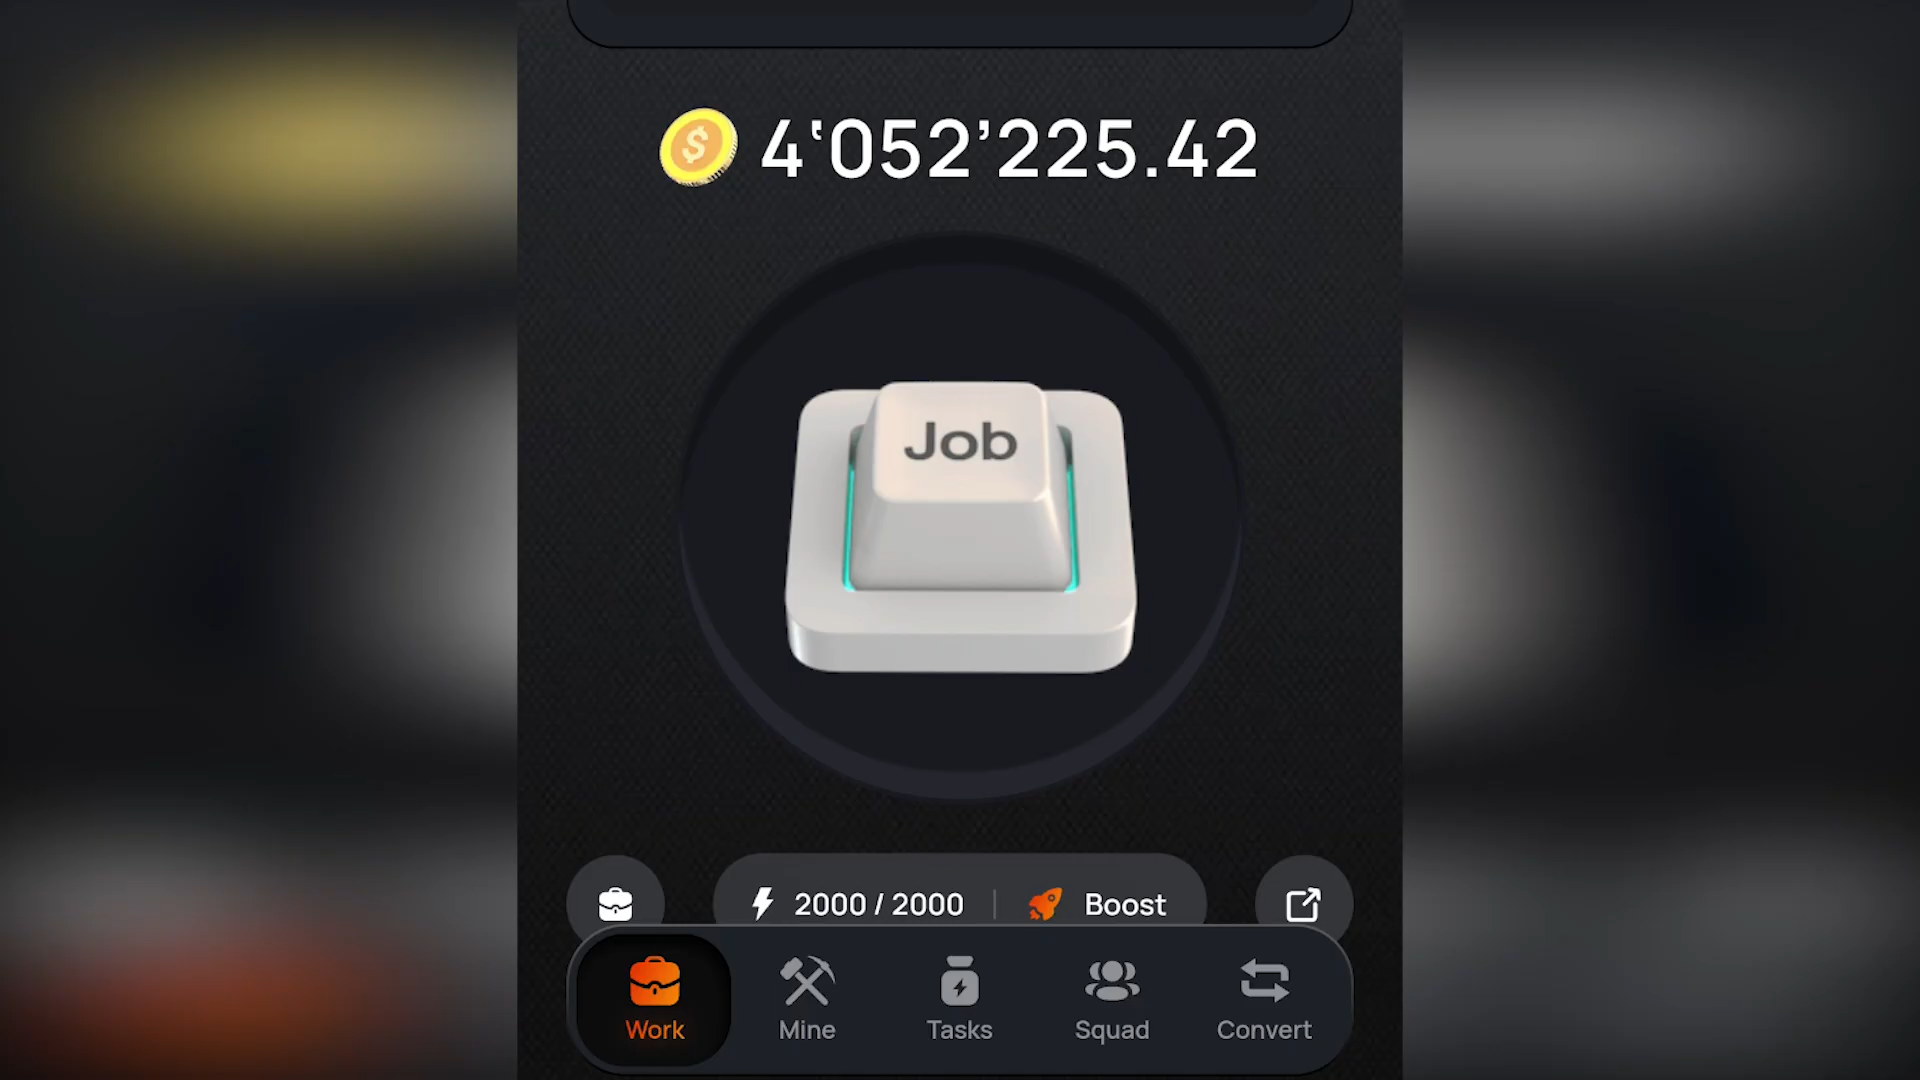 4‘052’225.42
Job
2000 / 2000 | Boost
Work Mine Tasks Squad Convert